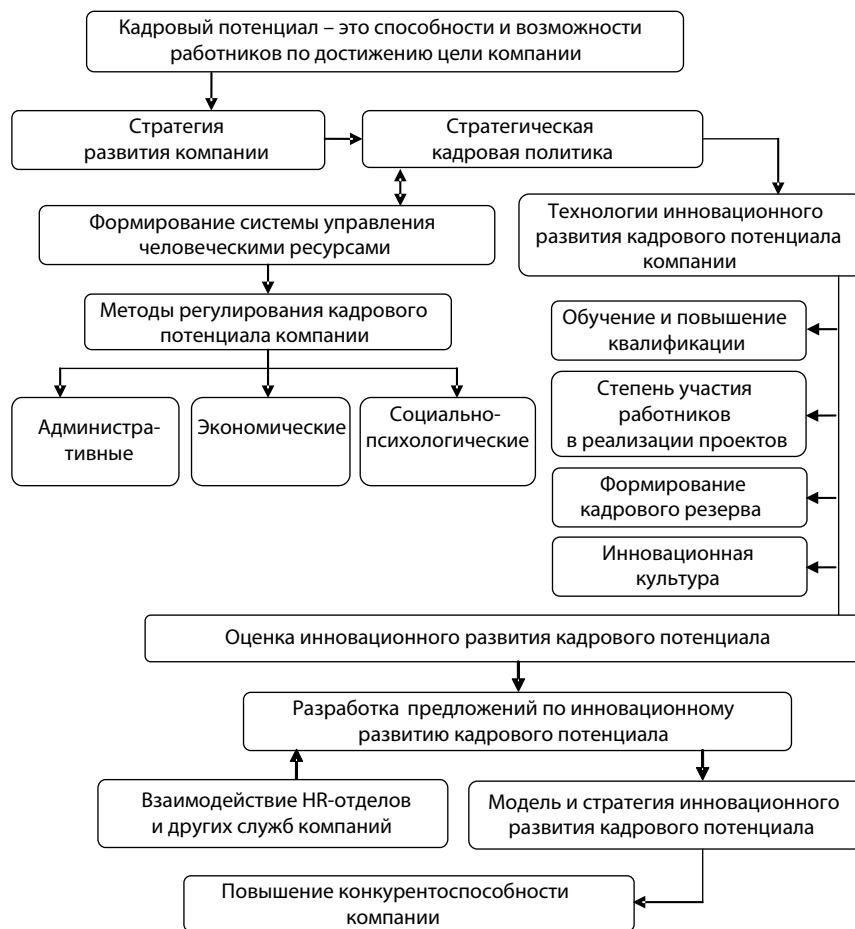 Кадровый потенциал – это способности и возможности
работников по достижению цели компании
Стратегия
развития компании
Стратегическая
кадровая политика
Формирование системы управления
человеческими ресурсами
Технологии инновационного
развития кадрового потенциала
компании
Методы регулирования кадрового
потенциала компании
Административ-
тивные
Экономические
Социально-
психологические
Обучение и повышение
квалификации
Степень участия
работников
в реализации проектов
Формирование
кадрового резерва
Инновационная
культура
Оценка инновационного развития кадрового потенциала
Разработка предложений по инновационному
развитию кадрового потенциала
Взаимодействие HR-отделов
и других служб компаний
Модель и стратегия инновационного
развития кадрового потенциала
Повышение конкурентоспособности
компании